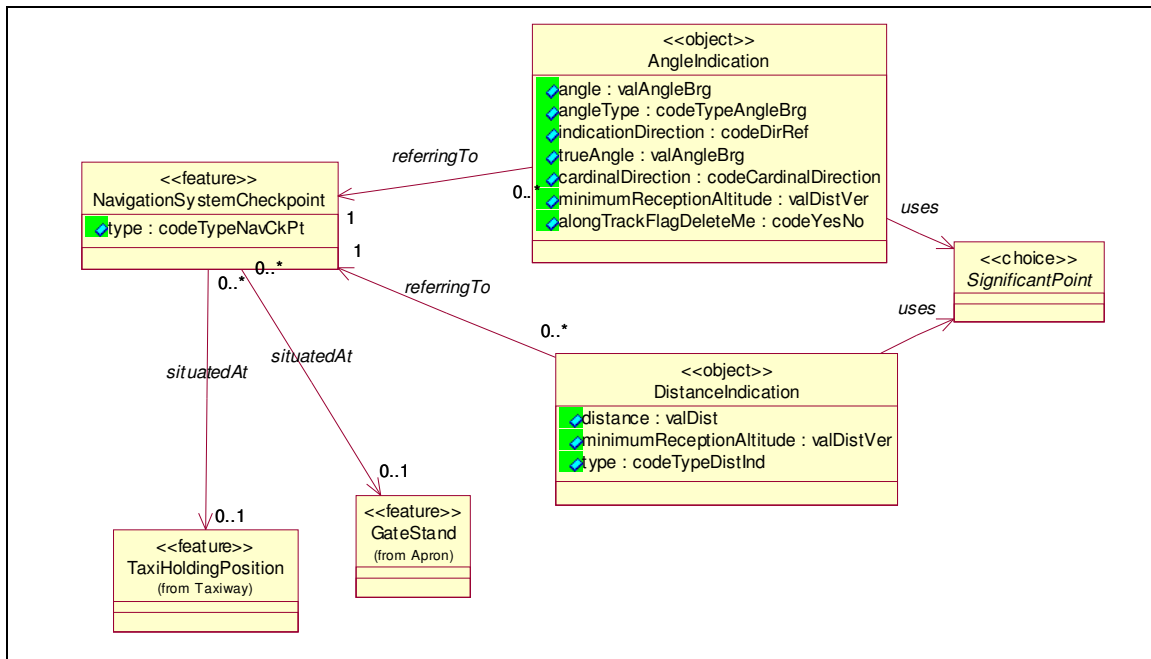 <<object>>
AngleIndication
angle : valAngleBrg
angleType : codeTypeAngleBrg
indicationDirection : codeDirRef
trueAngle : valAngleBrg
cardinalDirection : codeCardinalDirection
minimumReceptionAltitude : valDistVer
alongTrackFlagDeleteMe : codeYesNo
referringTo
0..*
1
<<feature>>
NavigationSystemCheckpoint
type : codeTypeNavCkPt
uses
<<choice>>
SignificantPoint
1
0..*
0..*
referringTo
0..*
uses
situatedAt
situatedAt
<<object>>
DistanceIndication
distance : valDist
minimumReceptionAltitude : valDistVer
type : codeTypeDistInd
0..1
0..1
<<feature>>
GateStand
(from Apron)
<<feature>>
TaxiHoldingPosition
(from Taxiway)